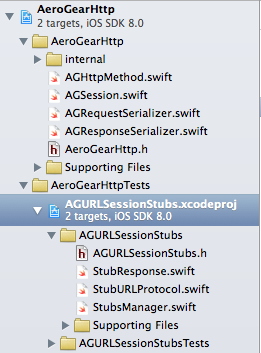 AeroGearHttp
2 targets, iOS SDK 8.0
AeroGearHttp
internal
AGHttpMethod.swift
AGSession.swift
AGRequestSerializer.swift
AGResponseSerializer.swift
AeroGearHttp.h
Supporting Files
AeroGearHttpTests
AGURLSessionStubs.xcodeproj
2 targets, iOS SDK 8.0
AGURLSessionStubs
AGURLSessionStubs.h
StubResponse.swift
StubURLProtocol.swift
StubsManager.swift
Supporting Files
AGURLSessionStubsTests